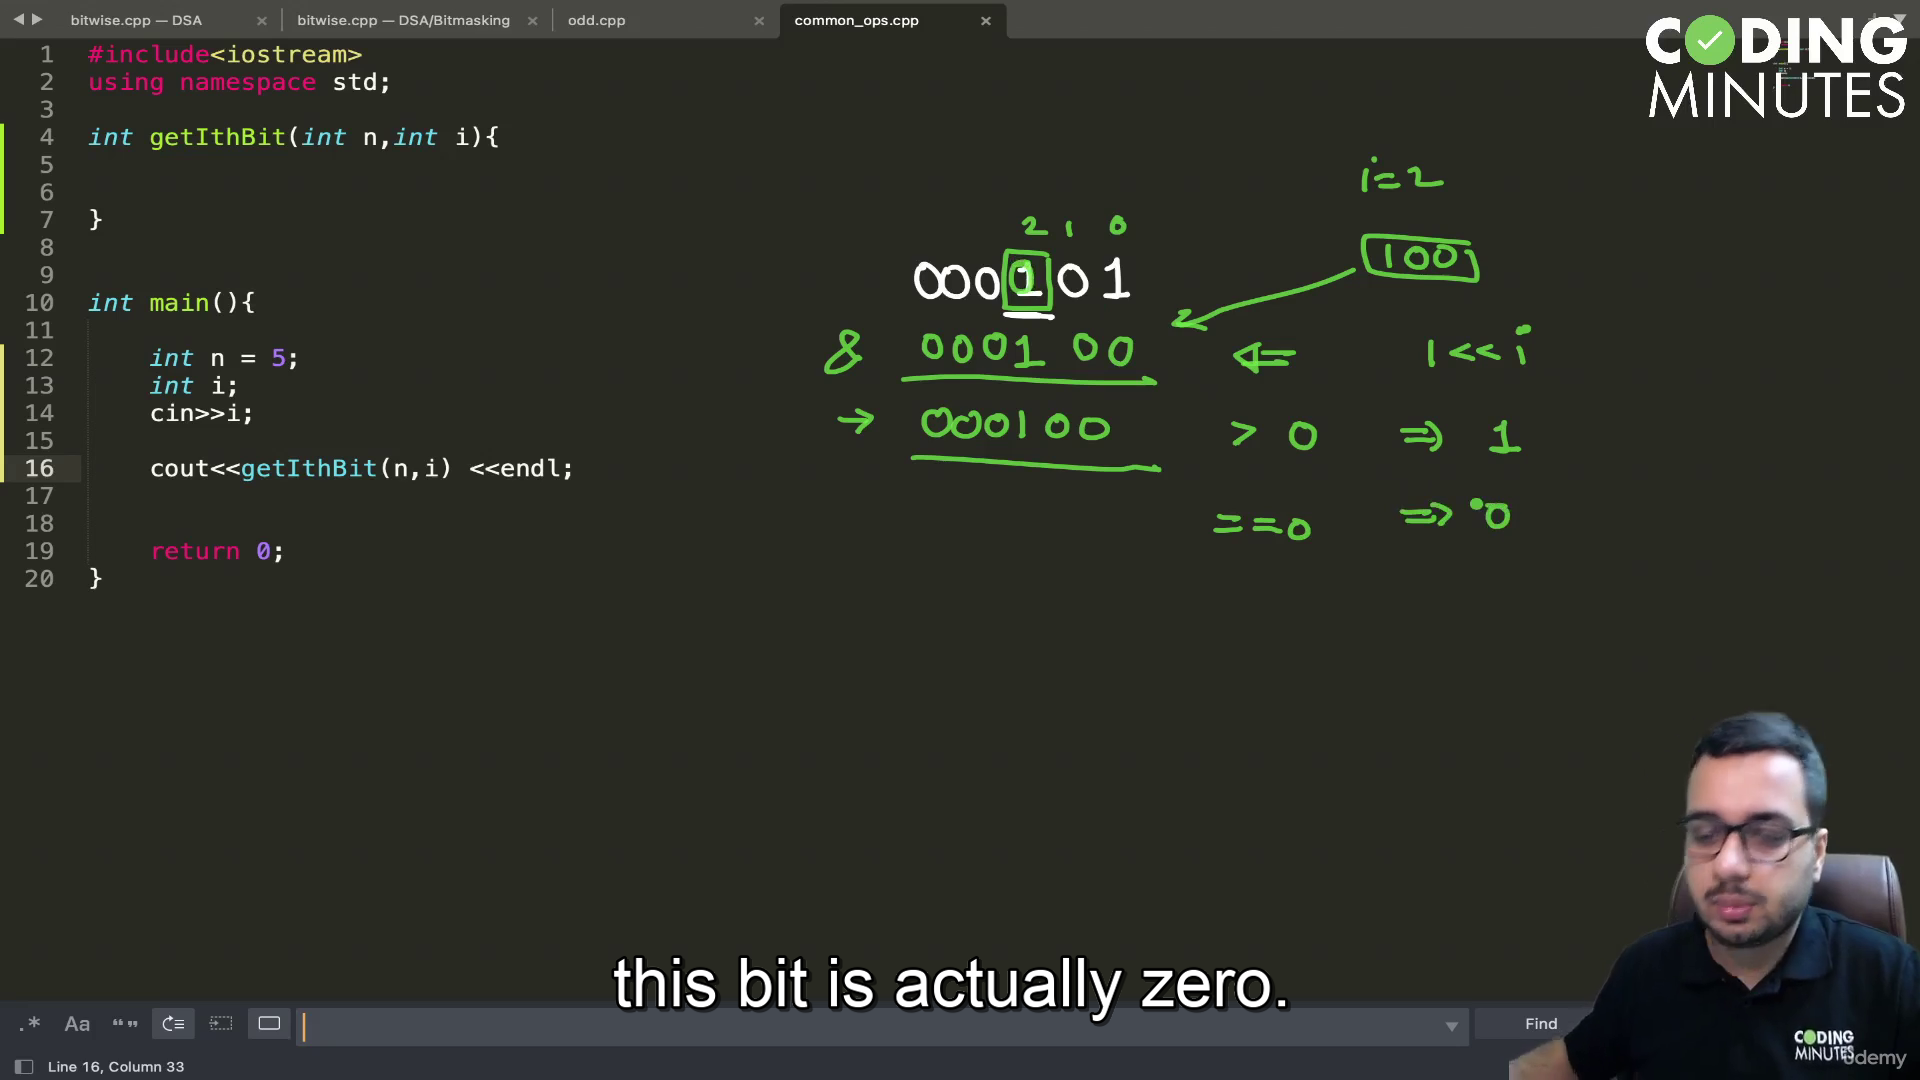 bitwise.cpp — DSA
bitwise.cpp — DSA/Bitmasking
odd.cpp
common_ops.cpp
CODING
MINUTES
1 #include<iostream>
2 using namespace std;
3
4 int getIthBit(int n,int i){
5
6
7 }
8
9
10 int main(){
11
12 int n = 5;
13 int i;
14 cin>>i;
15
16 cout<<getIthBit(n,i) <<endl;
17
18
19 return 0;
20 }
i=2
2 1 0
100
000101
& 000100 <= 1<<i
→ 000100 > 0 => 1
==0 => 0
this bit is actually zero.
.* Aa “ ” Find
Line 16, Column 33
CODING
MINUTES
ûdemy